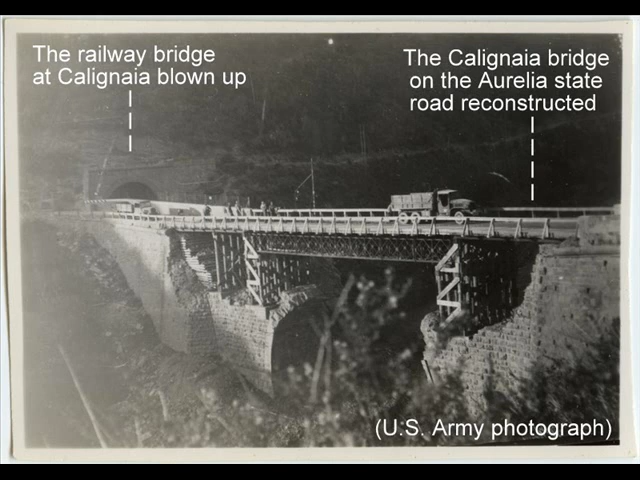 The railway bridge
at Calignaia blown up
The Calignaia bridge
on the Aurelia state
road reconstructed
(U.S. Army photograph)